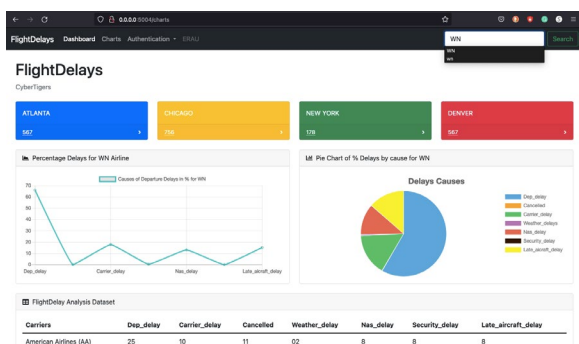 0.0.0.0:5004/charts
FlightDelays Dashboard Charts Authentication ERAU WN Search
WN
wn
FlightDelays
CyberTigers
ATLANTA CHICAGO NEW YORK DENVER
567 756 178 567
Percentage Delays for WN Airline
Pie Chart of % Delays by cause for WN
Causes of Departure Delays in % for WN
70
60
50
40
30
20
10
0
Dep_delay Carrier_delay Nas_delay Late_aircraft_delay
Delays Causes
Dep_delay
Cancelled
Carrier_delay
Weather_delays
Nas_delay
Security_delay
Late_aircraft_delay
FlightDelay Analysis Dataset
Carriers Dep_delay Carrier_delay Cancelled Weather_delay Nas_delay Security_delay Late_aircraft_delay
American Airlines (AA) 25 10 11 02 8 8 8